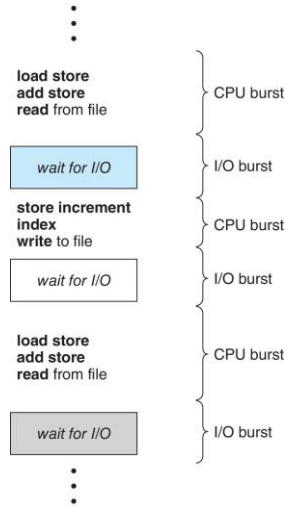 load store
add store
read from file
CPU burst
wait for I/O
I/O burst
store increment
index
write to file
CPU burst
wait for I/O
I/O burst
load store
add store
read from file
CPU burst
wait for I/O
I/O burst